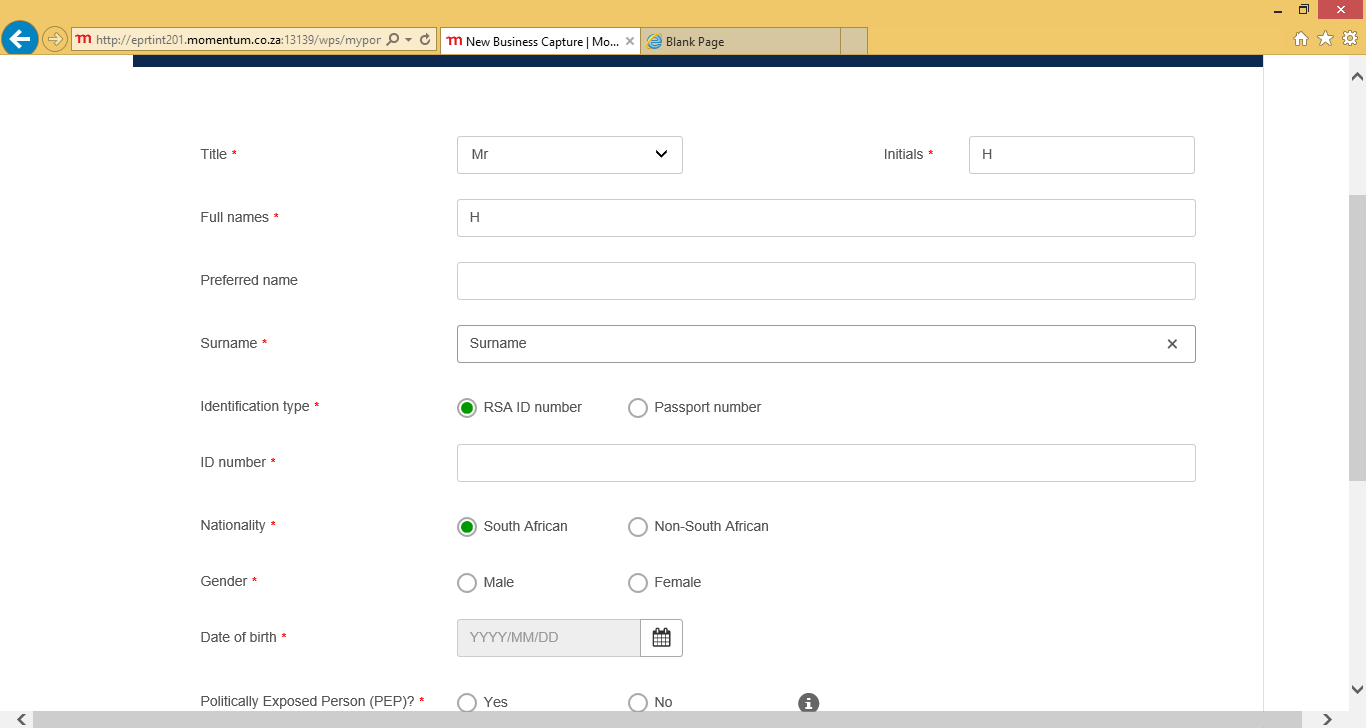 http://eprtint201.momentum.co.za:13139/wps/mypor
m New Business Capture | Mo...
Blank Page
Title *
Mr
Initials *
H
Full names *
H
Preferred name
Surname *
Surname
Identification type *
RSA ID number
Passport number
ID number *
Nationality *
South African
Non-South African
Gender *
Male
Female
Date of birth *
YYYY/MM/DD
Politically Exposed Person (PEP)? *
Yes
No